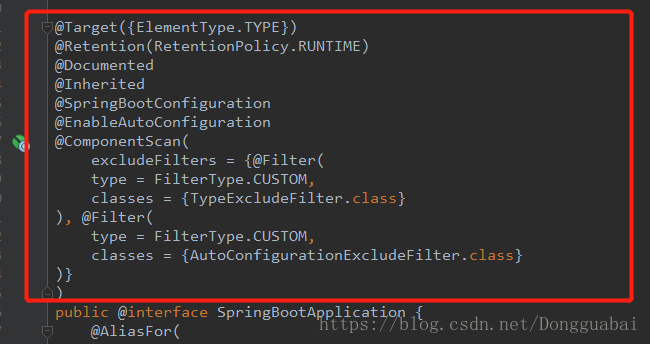 @Target({ElementType.TYPE})
@Retention(RetentionPolicy.RUNTIME)
@Documented
@Inherited
@SpringBootConfiguration
@EnableAutoConfiguration
@ComponentScan(
    excludeFilters = {@Filter(
    type = FilterType.CUSTOM,
    classes = {TypeExcludeFilter.class}
), @Filter(
    type = FilterType.CUSTOM,
    classes = {AutoConfigurationExcludeFilter.class}
)}
)
public @interface SpringBootApplication {
    @AliasFor(
https://blog.csdn.net/Dongguabai